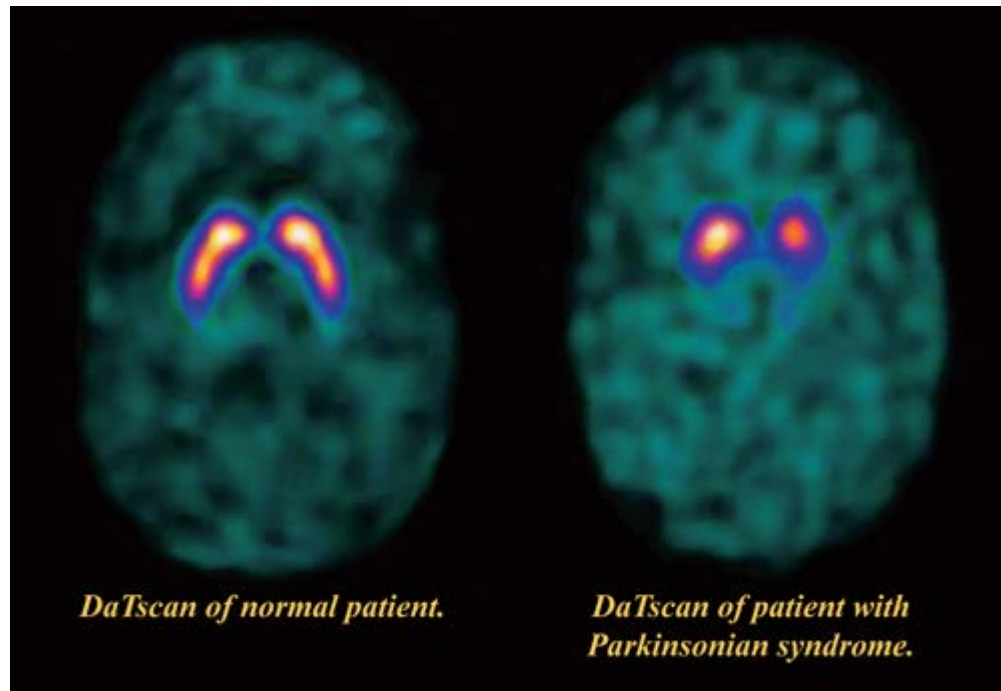 DaTscan of normal patient.
DaTscan of patient with
Parkinsonian syndrome.